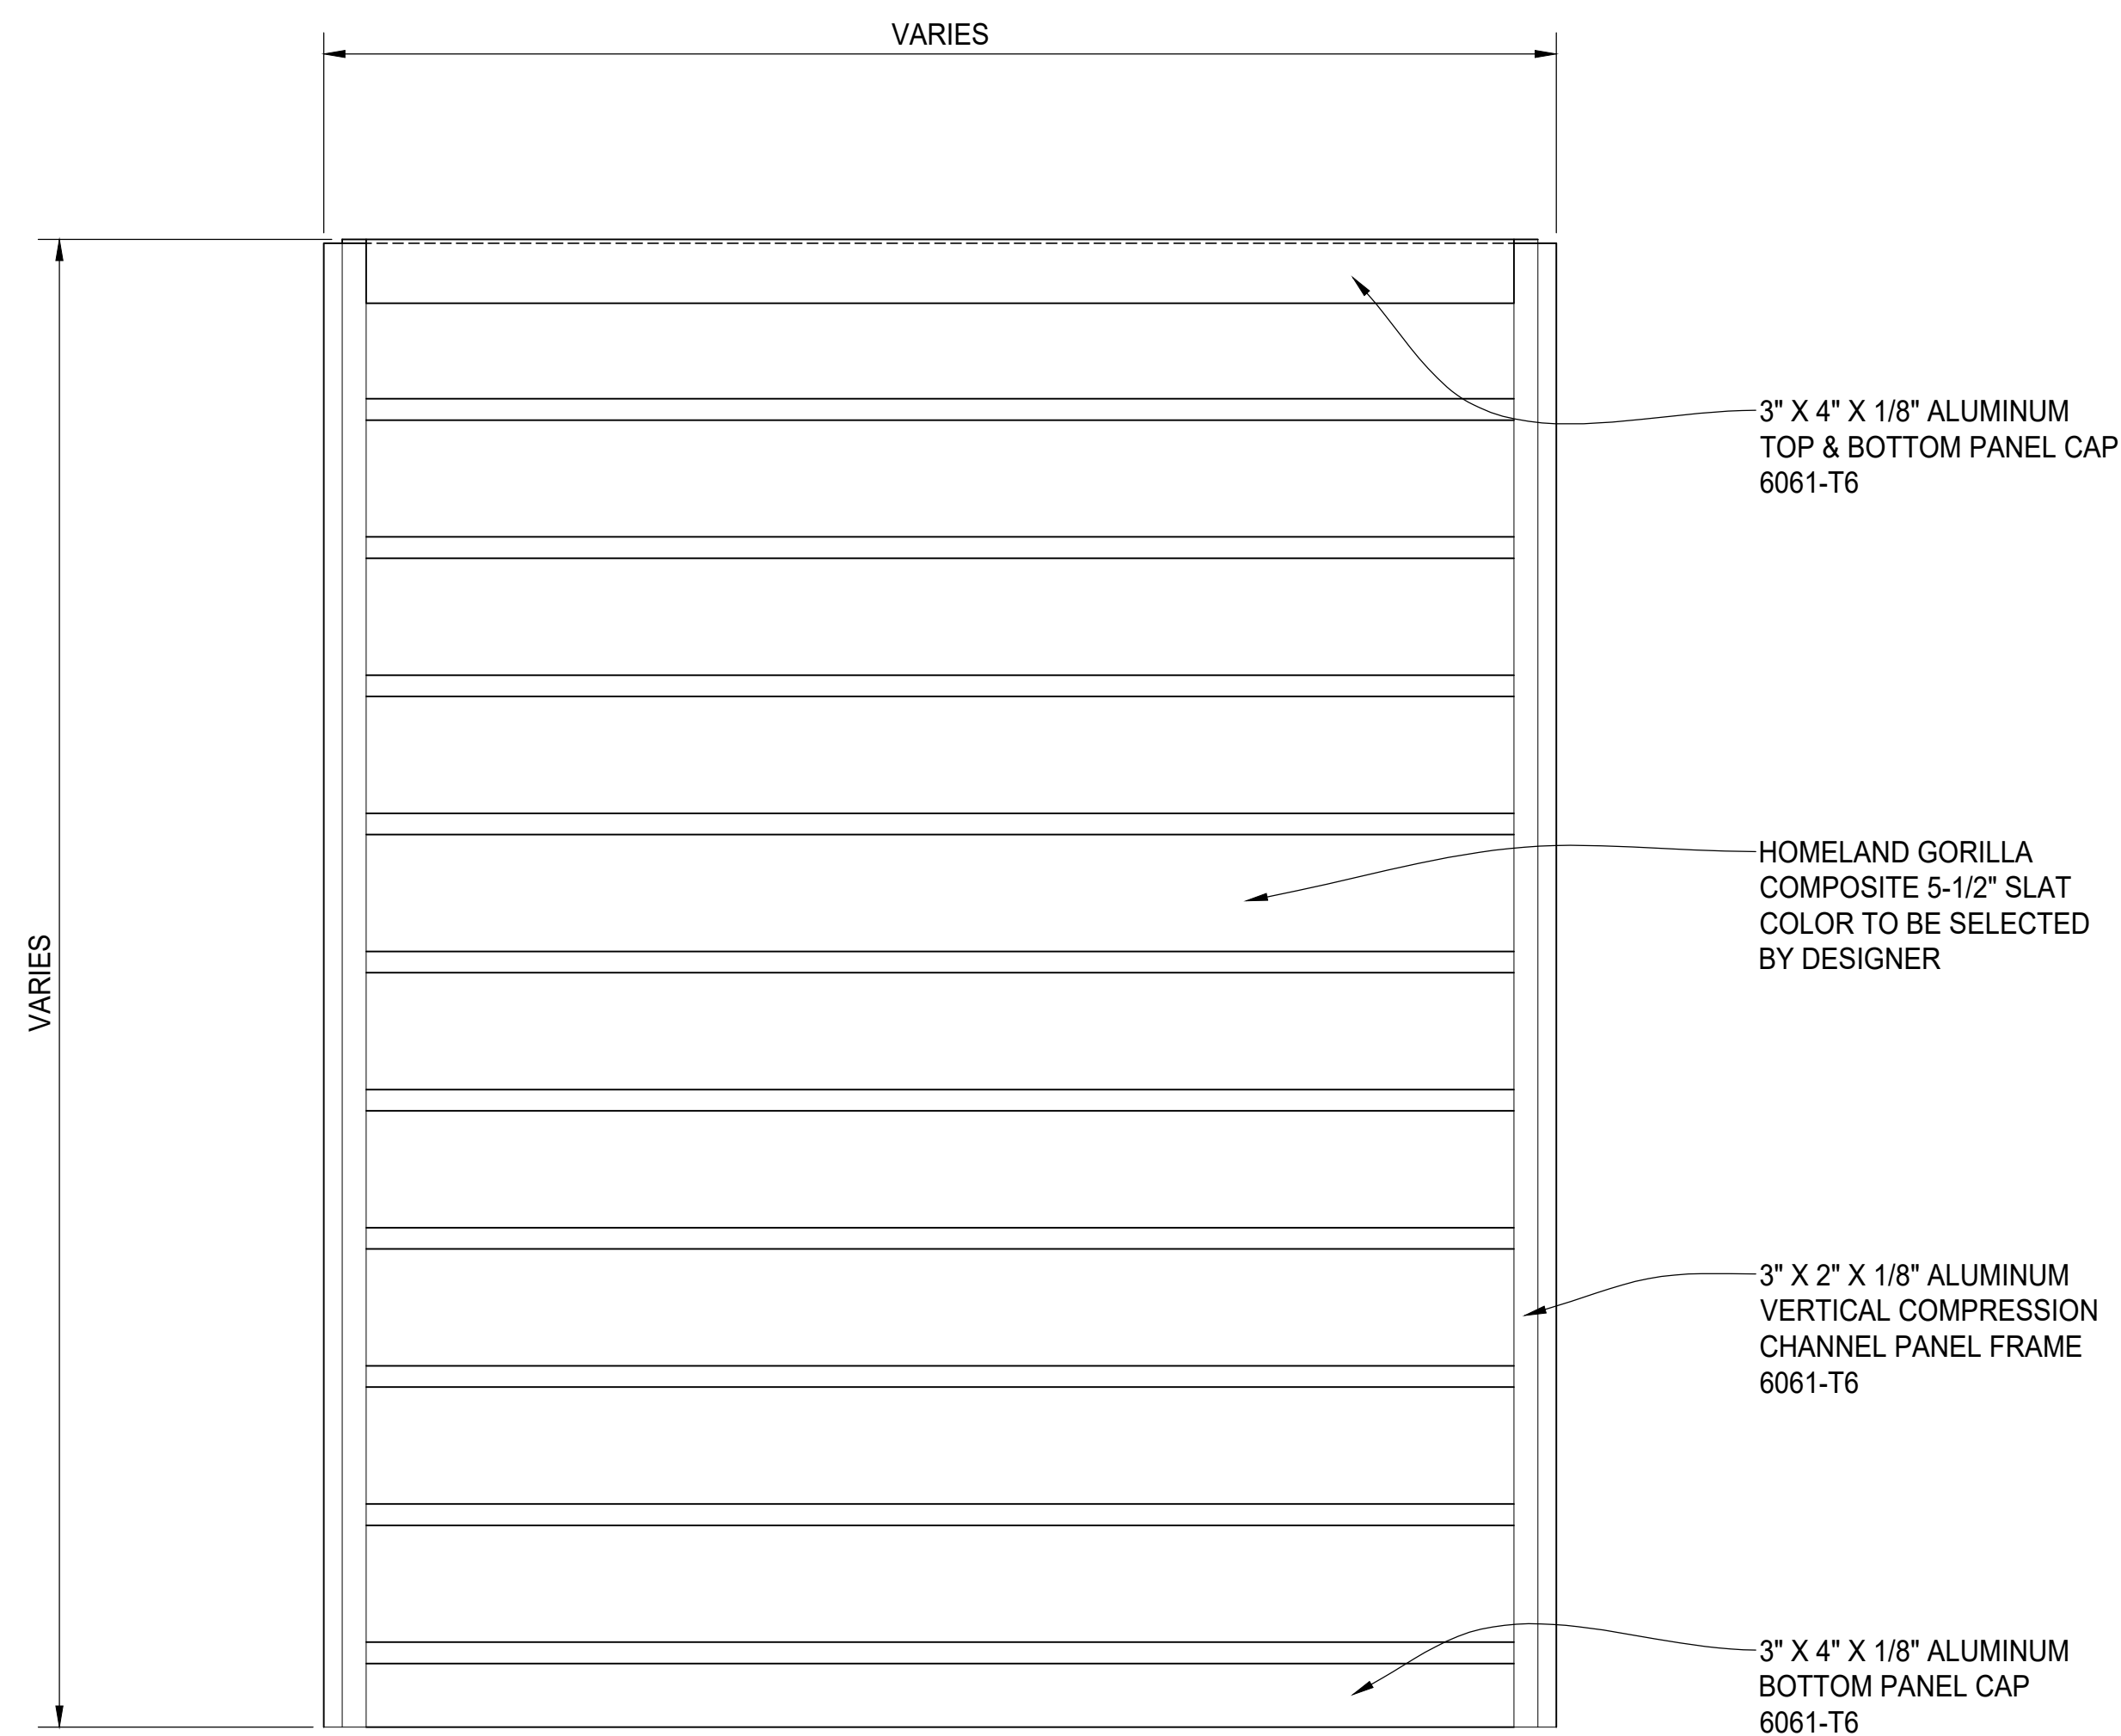 VARIES
3" X 4" X 1/8" ALUMINUM
TOP & BOTTOM PANEL CAP
6061-T6
HOMELAND GORILLA
COMPOSITE 5-1/2" SLAT
COLOR TO BE SELECTED
BY DESIGNER
VARIES
3" X 2" X 1/8" ALUMINUM
VERTICAL COMPRESSION
CHANNEL PANEL FRAME
6061-T6
3" X 4" X 1/8" ALUMINUM
BOTTOM PANEL CAP
6061-T6